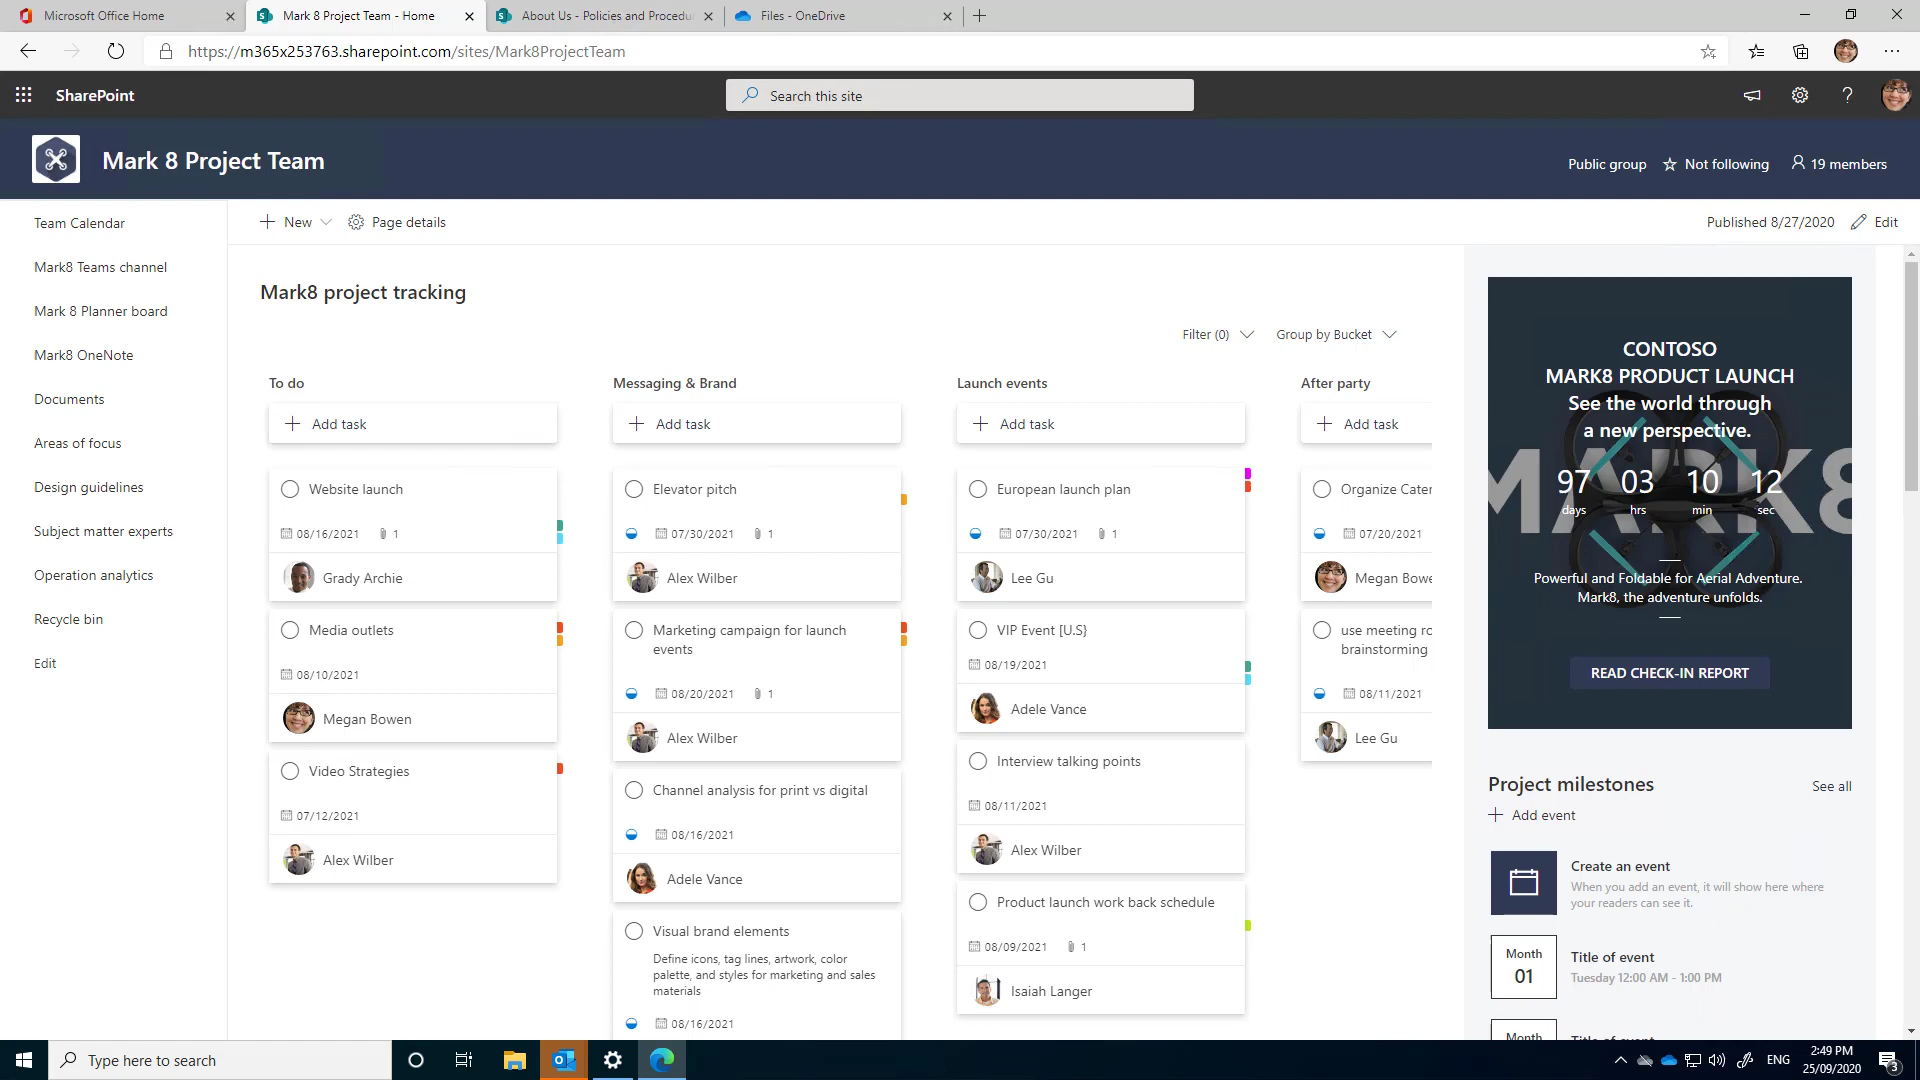 Microsoft Office Home
Mark 8 Project Team - Home
About Us - Policies and Procedu
Files - OneDrive
https://m365x253763.sharepoint.com/sites/Mark8ProjectTeam
SharePoint
Search this site
Mark 8 Project Team
Public group
Not following
19 members
Team Calendar
Mark8 Teams channel
Mark 8 Planner board
Mark8 OneNote
Documents
Areas of focus
Design guidelines
Subject matter experts
Operation analytics
Recycle bin
Edit
New
Page details
Published 8/27/2020
Edit
Mark8 project tracking
Filter (0)
Group by Bucket
To do
Add task
Website launch
08/16/2021
1
Grady Archie
Media outlets
08/10/2021
Megan Bowen
Video Strategies
07/12/2021
Alex Wilber
Messaging & Brand
Add task
Elevator pitch
07/30/2021
1
Alex Wilber
Marketing campaign for launch
events
08/20/2021
1
Alex Wilber
Channel analysis for print vs digital
08/16/2021
Adele Vance
Visual brand elements
Define icons, tag lines, artwork, color
palette, and styles for marketing and sales
materials
08/16/2021
Launch events
Add task
European launch plan
07/30/2021
1
Lee Gu
VIP Event [U.S}
08/19/2021
Adele Vance
Interview talking points
08/11/2021
Alex Wilber
Product launch work back schedule
08/09/2021
1
Isaiah Langer
After party
Add task
Organize Cater
07/20/2021
Megan Bowe
use meeting ro
brainstorming
08/11/2021
Lee Gu
CONTOSO
MARK8 PRODUCT LAUNCH
See the world through
a new perspective.
MARK8
97 03 10 12
days hrs min sec
Powerful and Foldable for Aerial Adventure.
Mark8, the adventure unfolds.
READ CHECK-IN REPORT
Project milestones
See all
Add event
Create an event
When you add an event, it will show here where
your readers can see it.
Month
01
Title of event
Tuesday 12:00 AM - 1:00 PM
Month
Title of event
Type here to search
ENG
2:49 PM
25/09/2020
3